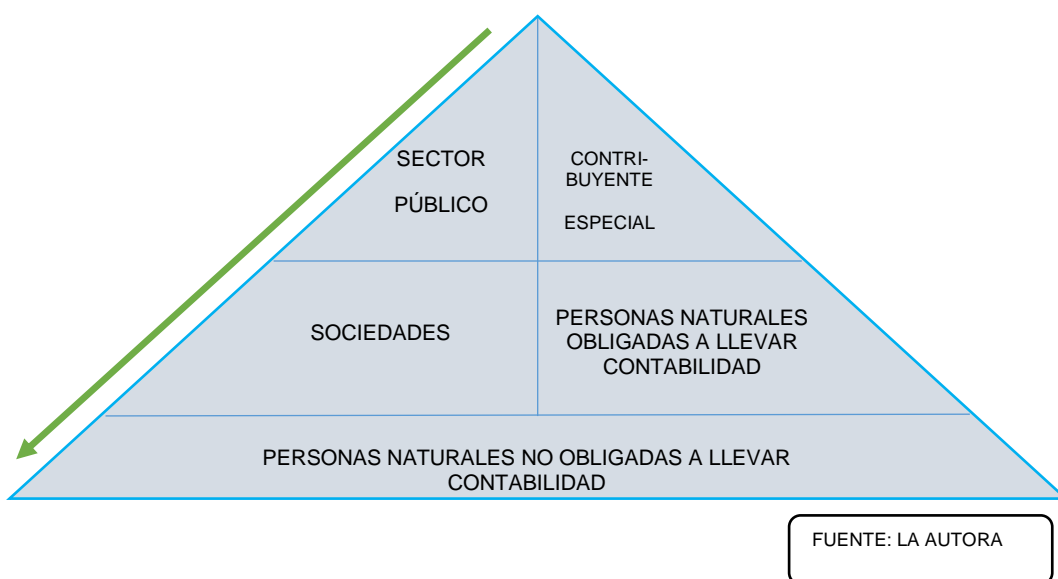 SECTOR
PÚBLICO
CONTRI-
BUYENTE
ESPECIAL
SOCIEDADES
PERSONAS NATURALES
OBLIGADAS A LLEVAR
CONTABILIDAD
PERSONAS NATURALES NO OBLIGADAS A LLEVAR
CONTABILIDAD
FUENTE: LA AUTORA